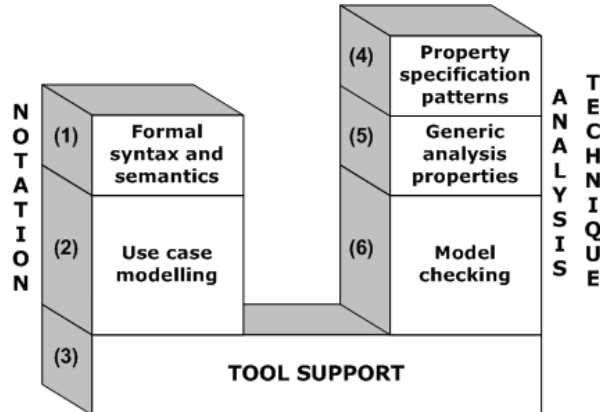 NOTATION
(1)
Formal
syntax and
semantics
(2)
Use case
modelling
(3)
TOOL SUPPORT
(4)
Property
specification
patterns
(5)
Generic
analysis
properties
(6)
Model
checking
ANALYSIS
TECHNIQUE